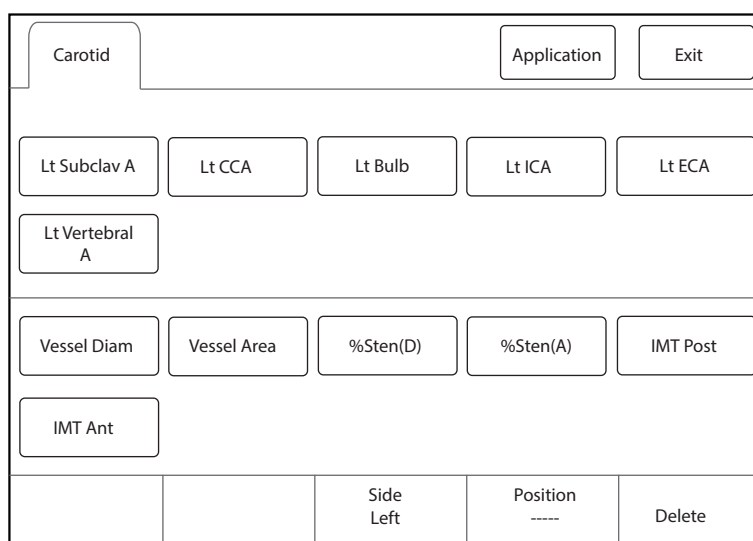 Carotid
Application
Exit
Lt Subclav A
Lt CCA
Lt Bulb
Lt ICA
Lt ECA
Lt Vertebral
A
Vessel Diam
Vessel Area
%Sten(D)
%Sten(A)
IMT Post
IMT Ant
Side
Left
Position
-----
Delete